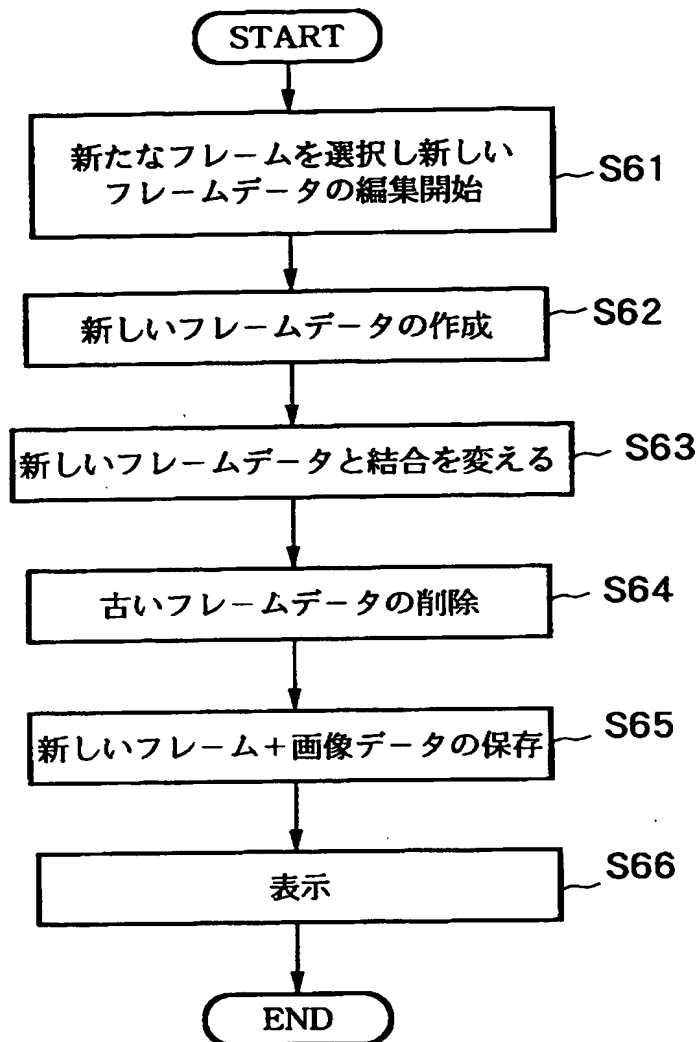 START
新たなフレームを選択し新しい
フレームデータの編集開始
S61
新しいフレームデータの作成
S62
新しいフレームデータと結合を変える
S63
古いフレームデータの削除
S64
新しいフレーム+画像データの保存
S65
表示
S66
END